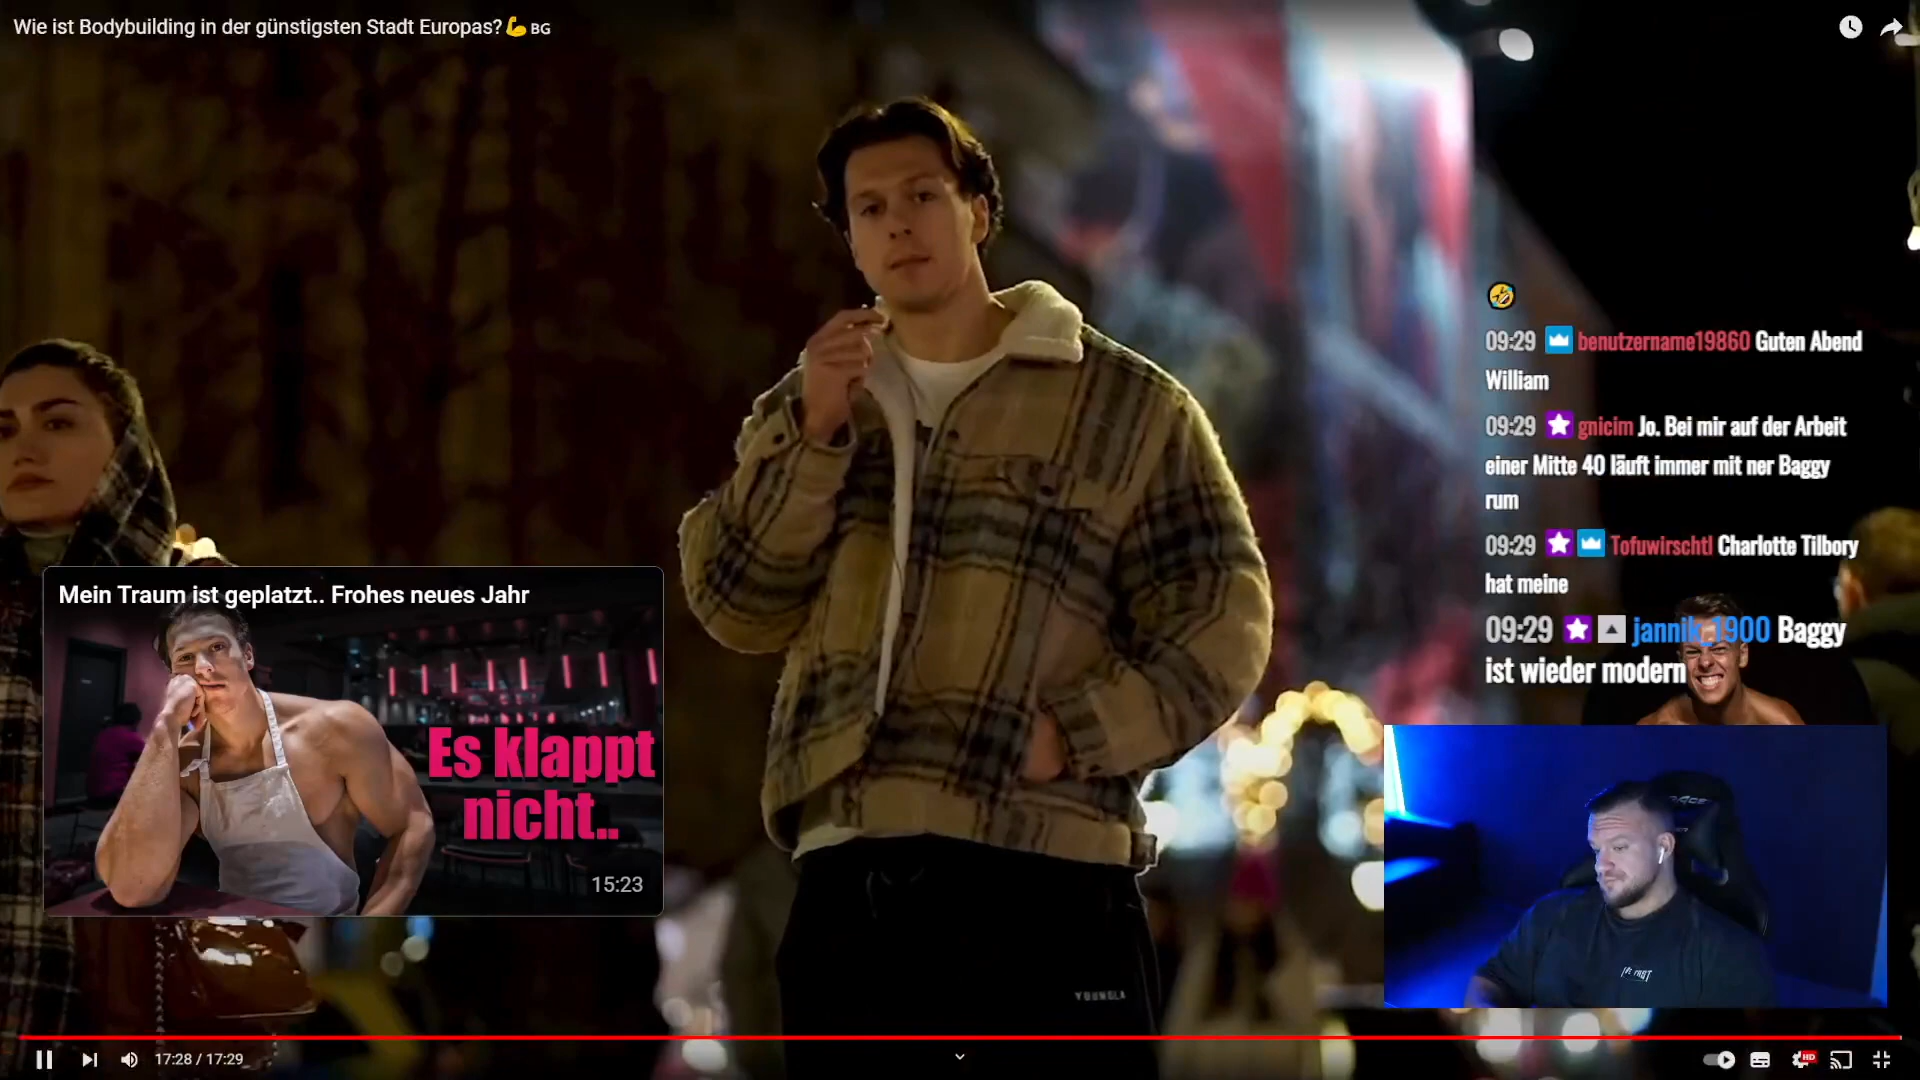 Wie ist Bodybuilding in der günstigsten Stadt Europas?💪 BG
🤣
09:29 benutzername19860 Guten Abend
William
09:29 gnicim Jo. Bei mir auf der Arbeit
einer Mitte 40 läuft immer mit ner Baggy
rum
09:29 Tofuwirschtl Charlotte Tilbory
hat meine
09:29 jannik_1900 Baggy
ist wieder modern
Mein Traum ist geplatzt.. Frohes neues Jahr
Es klappt
nicht..
15:23
YOUNGLA
17:28 / 17:29
HD